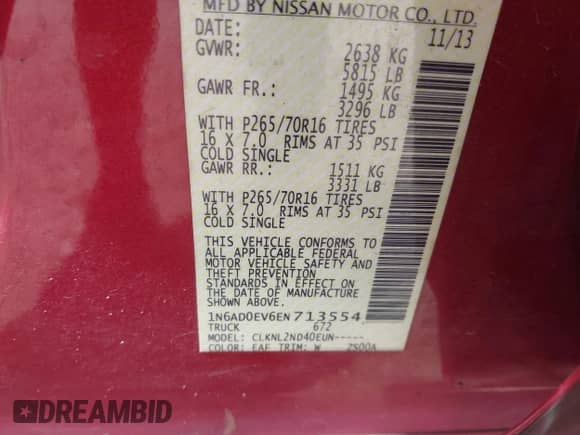 MFD BY NISSAN MOTOR CO., LTD.
DATE: 11/13
GVWR: 2638 KG
5815 LB
GAWR FR.: 1495 KG
3296 LB
WITH P265/70R16 TIRES
16 X 7.0 RIMS AT 35 PSI
COLD SINGLE
GAWR RR.: 1511 KG
3331 LB
WITH P265/70R16 TIRES
16 X 7.0 RIMS AT 35 PSI
COLD SINGLE
THIS VEHICLE CONFORMS TO
ALL APPLICABLE FEDERAL
MOTOR VEHICLE SAFETY AND
THEFT PREVENTION
STANDARDS IN EFFECT ON
THE DATE OF MANUFACTURE
SHOWN ABOVE.
1N6AD0EV6EN713554
TRUCK 672
MODEL: CLKNL2ND40EUN-----
COLOR: EAF TRIM: W 2S00A
DREAMBID